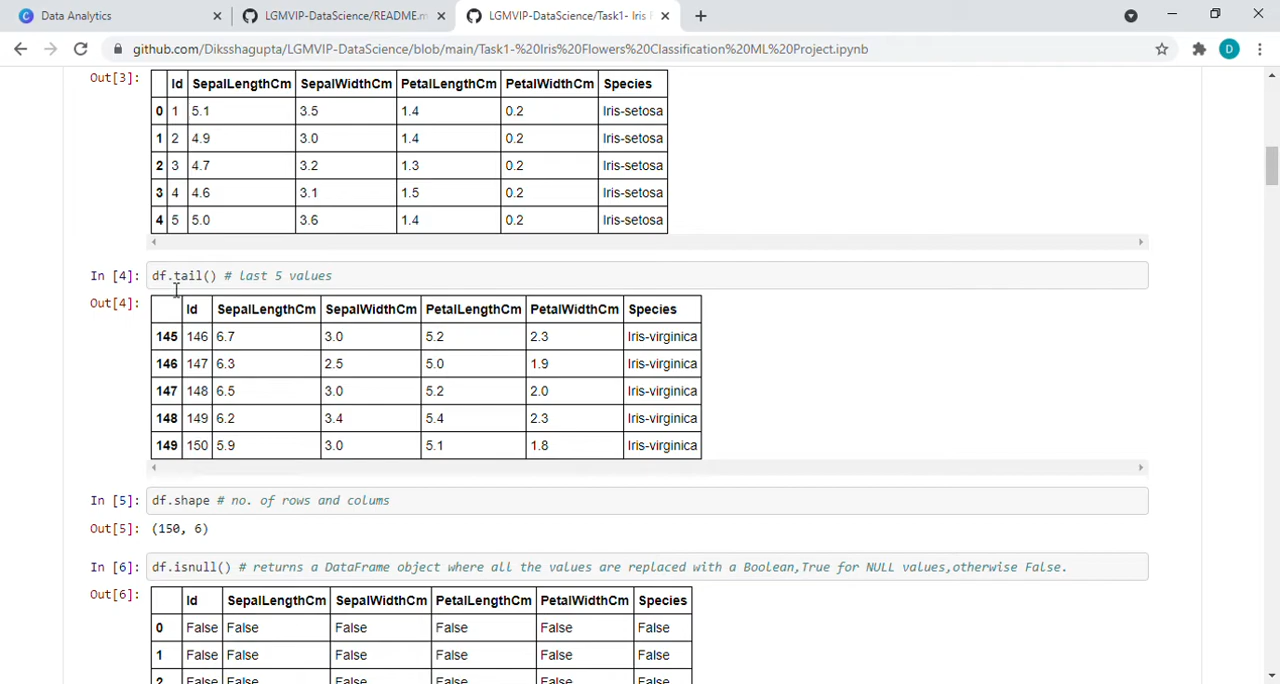 Data Analytics
LGMVIP-DataScience/README.m
LGMVIP-DataScience/Task1- Iris
github.com/Diksshagupta/LGMVIP-DataScience/blob/main/Task1-%20Iris%20Flowers%20Classification%20ML%20Project.ipynb
D
Out[3]:
Id SepalLengthCm SepalWidthCm PetalLengthCm PetalWidthCm Species
0 1 5.1 3.5 1.4 0.2 Iris-setosa
1 2 4.9 3.0 1.4 0.2 Iris-setosa
2 3 4.7 3.2 1.3 0.2 Iris-setosa
3 4 4.6 3.1 1.5 0.2 Iris-setosa
4 5 5.0 3.6 1.4 0.2 Iris-setosa
In [4]: df.tail() # last 5 values
Out[4]:
Id SepalLengthCm SepalWidthCm PetalLengthCm PetalWidthCm Species
145 146 6.7 3.0 5.2 2.3 Iris-virginica
146 147 6.3 2.5 5.0 1.9 Iris-virginica
147 148 6.5 3.0 5.2 2.0 Iris-virginica
148 149 6.2 3.4 5.4 2.3 Iris-virginica
149 150 5.9 3.0 5.1 1.8 Iris-virginica
In [5]: df.shape # no. of rows and colums
Out[5]: (150, 6)
In [6]: df.isnull() # returns a DataFrame object where all the values are replaced with a Boolean,True for NULL values,otherwise False.
Out[6]:
Id SepalLengthCm SepalWidthCm PetalLengthCm PetalWidthCm Species
0 False False False False False False
1 False False False False False False